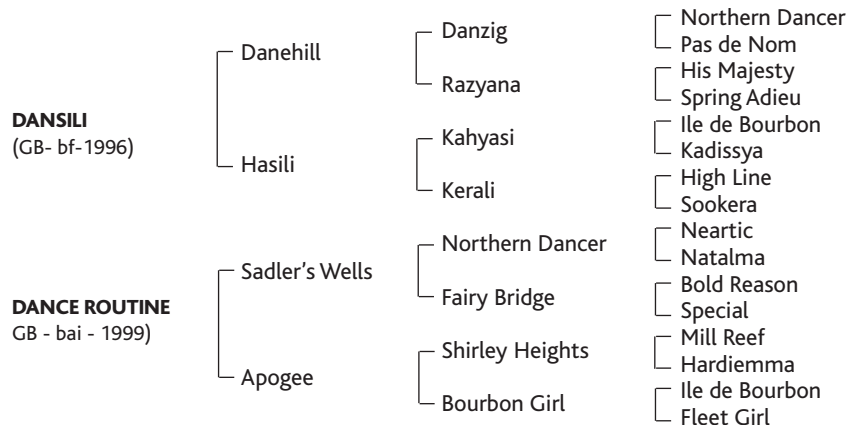 DANSILI
(GB- bf-1996)
Danehill
Hasili
Danzig
Razyana
Kahyasi
Kerali
Northern Dancer
Pas de Nom
His Majesty
Spring Adieu
Ile de Bourbon
Kadissya
High Line
Sookera
DANCE ROUTINE
GB - bai - 1999)
Sadler's Wells
Apogee
Northern Dancer
Fairy Bridge
Shirley Heights
Bourbon Girl
Neartic
Natalma
Bold Reason
Special
Mill Reef
Hardiemma
Ile de Bourbon
Fleet Girl